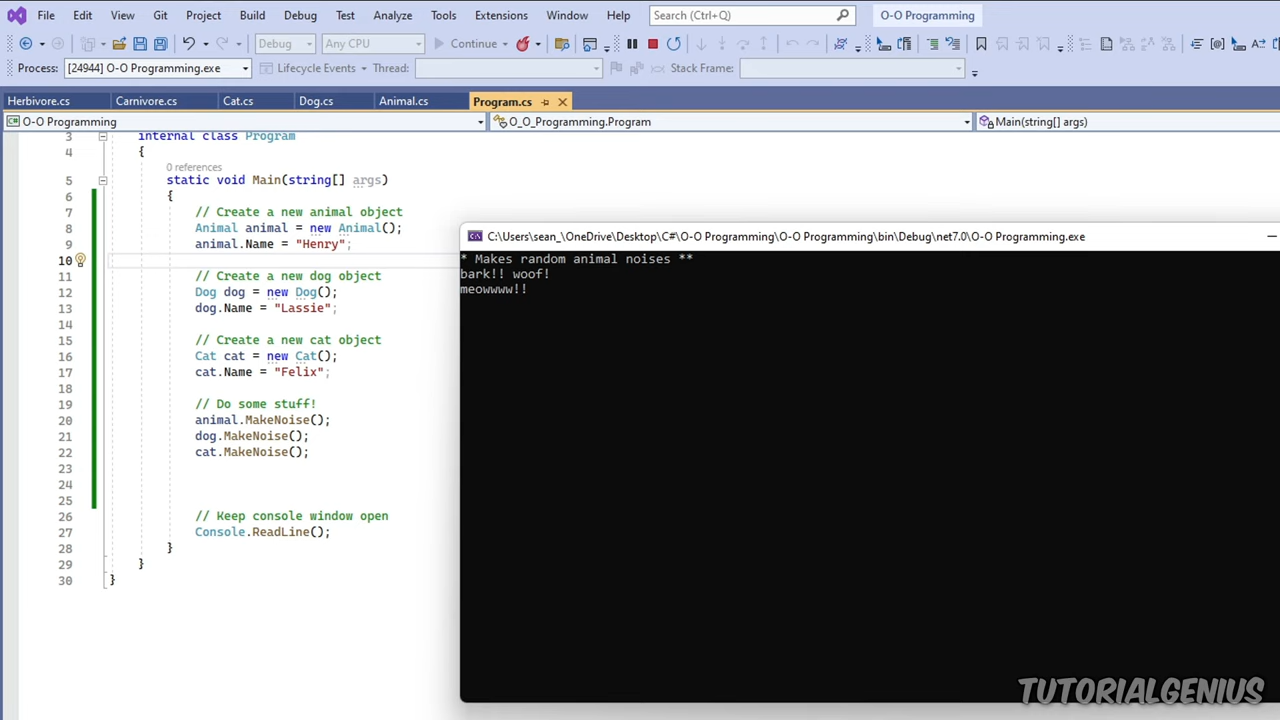 File Edit View Git Project Build Debug Test Analyze Tools Extensions Window Help Search (Ctrl+Q) O-O Programming
Debug Any CPU Continue
Process: [24944] O-O Programming.exe Lifecycle Events Thread: Stack Frame:
Herbivore.cs Carnivore.cs Cat.cs Dog.cs Animal.cs Program.cs
O-O Programming O_O_Programming.Program Main(string[] args)
3 internal class Program
4 {
0 references
5 static void Main(string[] args)
6 {
7 // Create a new animal object
8 Animal animal = new Animal();
9 animal.Name = "Henry";
10
11 // Create a new dog object
12 Dog dog = new Dog();
13 dog.Name = "Lassie";
14
15 // Create a new cat object
16 Cat cat = new Cat();
17 cat.Name = "Felix";
18
19 // Do some stuff!
20 animal.MakeNoise();
21 dog.MakeNoise();
22 cat.MakeNoise();
23
24
25
26 // Keep console window open
27 Console.ReadLine();
28 }
29 }
30 }
C:\Users\sean_\OneDrive\Desktop\C#\O-O Programming\O-O Programming\bin\Debug\net7.0\O-O Programming.exe
* Makes random animal noises **
bark!! woof!
meowwww!!
TUTORIALGENIUS